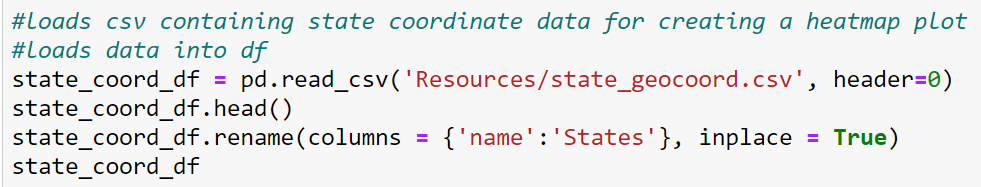 #loads csv containing state coordinate data for creating a heatmap plot
#loads data into df
state_coord_df = pd.read_csv('Resources/state_geocoord.csv', header=0)
state_coord_df.head()
state_coord_df.rename(columns = {'name':'States'}, inplace = True)
state_coord_df